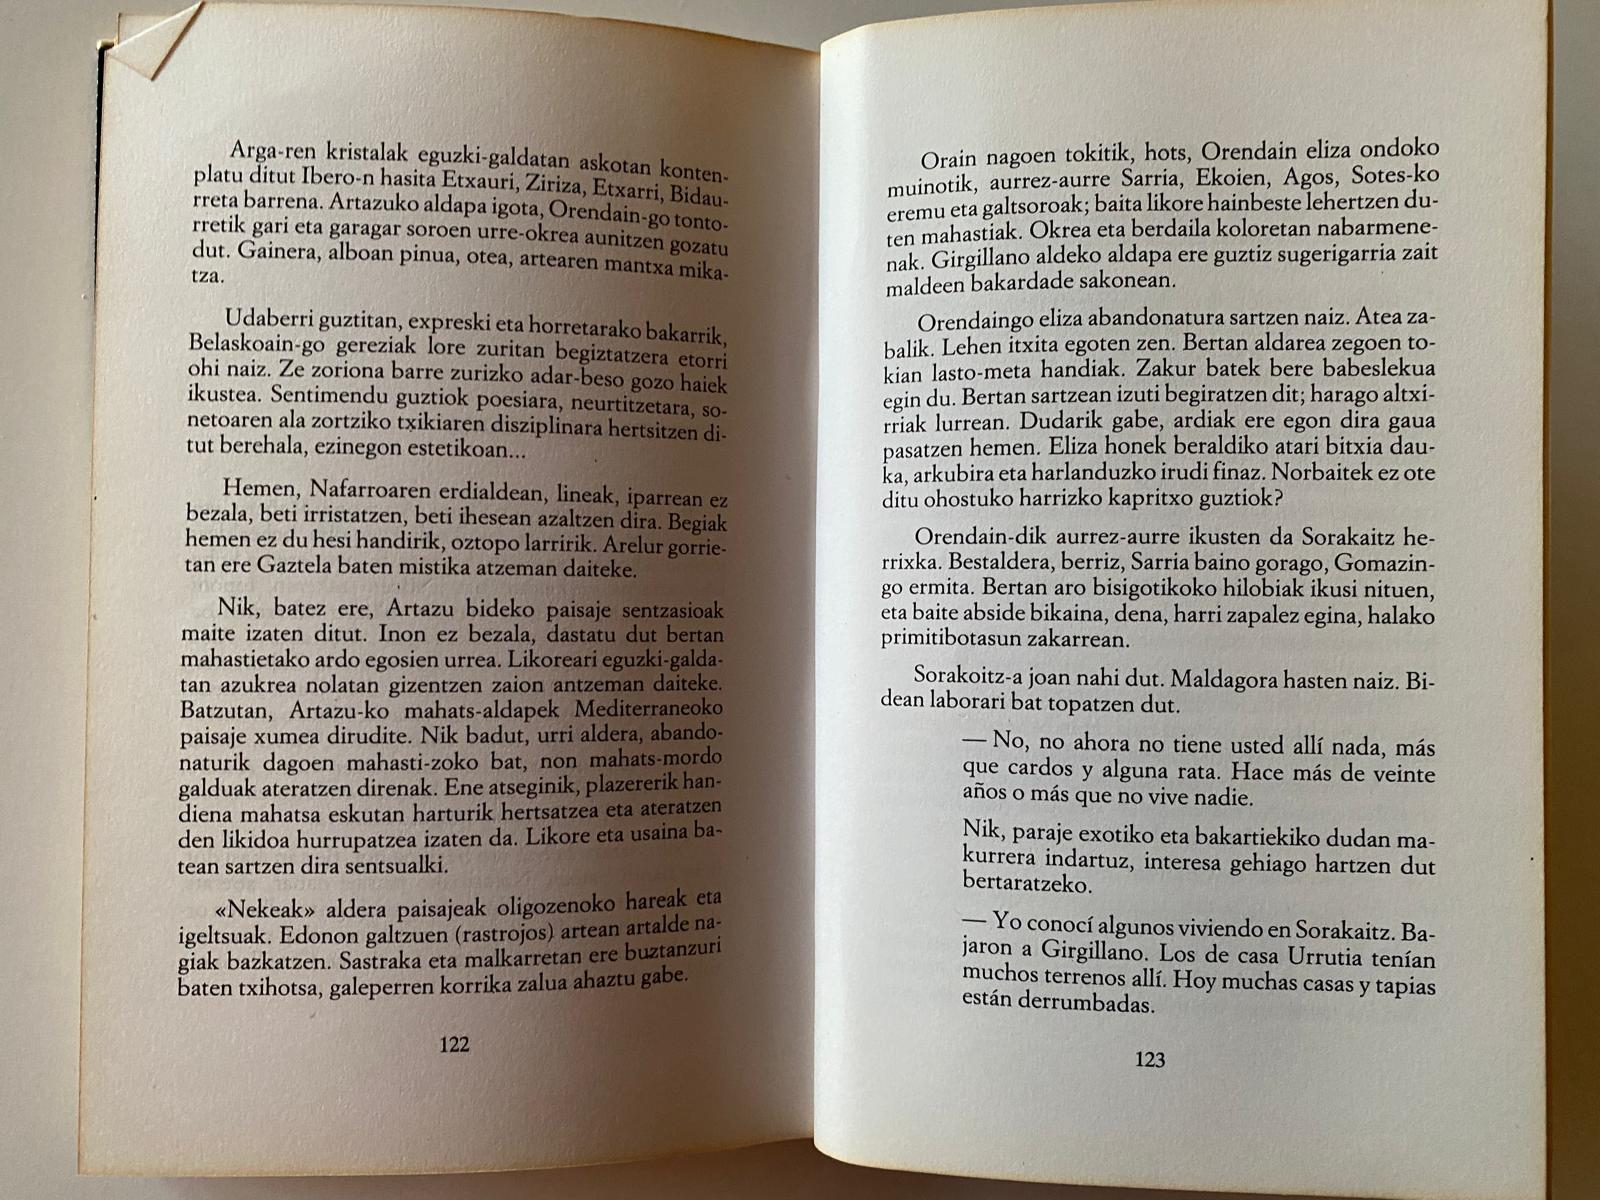 Arga-ren kristalak eguzki-galdatan askotan konten-
platu ditut Ibero-n hasita Etxauri, Ziriza, Etxarri, Bidau-
rreta barrena. Artazuko aldapa igota, Orendain-go tonto-
rretik gari eta garagar soroen urre-okrea aunitzen gozatu
dut. Gainera, alboan pinua, otea, artearen mantxa mika-
tza.
Udaberri guztitan, expreski eta horretarako bakarrik,
Belaskoain-go gereziak lore zuritan begiztatzera etorri
ohi naiz. Ze zoriona barre zurizko adar-beso gozo haiek
ikustea. Sentimendu guztiok poesiara, neurtitzetara, so-
netoaren ala zortziko txikiaren disziplinara hertsitzen di-
tut berehala, ezinegon estetikoan...
Hemen, Nafarroaren erdialdean, lineak, iparrean ez
bezala, beti irristatzen, beti ihesean azaltzen dira. Begiak
hemen ez du hesi handirik, oztopo larririk. Arelur gorrie-
tan ere Gaztela baten mistika atzeman daiteke.
Nik, batez ere, Artazu bideko paisaje sentzasioak
maite izaten ditut. Inon ez bezala, dastatu dut bertan
mahastietako ardo egosien urrea. Likoreari eguzki-galda-
tan azukrea nolatan gizentzen zaion antzeman daiteke.
Batzutan, Artazu-ko mahats-aldapek Mediterraneoko
paisaje xumea dirudite. Nik badut, urri aldera, abando-
naturik dagoen mahasti-zoko bat, non mahats-mordo
galduak ateratzen direnak. Ene atseginik, plazererik han-
diena mahatsa eskutan harturik hertsatzea eta ateratzen
den likidoa hurrupatzea izaten da. Likore eta usaina ba-
tean sartzen dira sentsualki.
«Nekeak» aldera paisajeak oligozenoko hareak eta
igeltsuak. Edonon galtzuen (rastrojos) artean artalde na-
giak bazkatzen. Sastraka eta malkarretan ere buztanzuri
baten txihotsa, galeperren korrika zalua ahaztu gabe.
122
Orain nagoen tokitik, hots, Orendain eliza ondoko
muinotik, aurrez-aurre Sarria, Ekoien, Agos, Sotes-ko
eremu eta galtsoroak; baita likore hainbeste lehertzen du-
ten mahastiak. Okrea eta berdaila koloretan nabarmene-
nak. Girgillano aldeko aldapa ere guztiz sugerigarria zait
maldeen bakardade sakonean.
Orendaingo eliza abandonatura sartzen naiz. Atea za-
balik. Lehen itxita egoten zen. Bertan aldarea zegoen to-
kian lasto-meta handiak. Zakur batek bere babeslekua
egin du. Bertan sartzean izuti begiratzen dit; harago altxi-
rriak lurrean. Dudarik gabe, ardiak ere egon dira gaua
pasatzen hemen. Eliza honek beraldiko atari bitxia dau-
ka, arkubira eta harlanduzko irudi finaz. Norbaitek ez ote
ditu ohostuko harrizko kapritxo guztiok?
Orendain-dik aurrez-aurre ikusten da Sorakaitz he-
rrixka. Bestaldera, berriz, Sarria baino gorago, Gomazin-
go ermita. Bertan aro bisigotikoko hilobiak ikusi nituen,
eta baite abside bikaina, dena, harri zapalez egina, halako
primitibotasun zakarrean.
Sorakoitz-a joan nahi dut. Maldagora hasten naiz. Bi-
dean laborari bat topatzen dut.
— No, no ahora no tiene usted allí nada, más
que cardos y alguna rata. Hace más de veinte
años o más que no vive nadie.
Nik, paraje exotiko eta bakartiekiko dudan ma-
kurrera indartuz, interesa gehiago hartzen dut
bertaratzeko.
— Yo conocí algunos viviendo en Sorakaitz. Ba-
jaron a Girgillano. Los de casa Urrutia tenían
muchos terrenos allí. Hoy muchas casas y tapias
están derrumbadas.
123